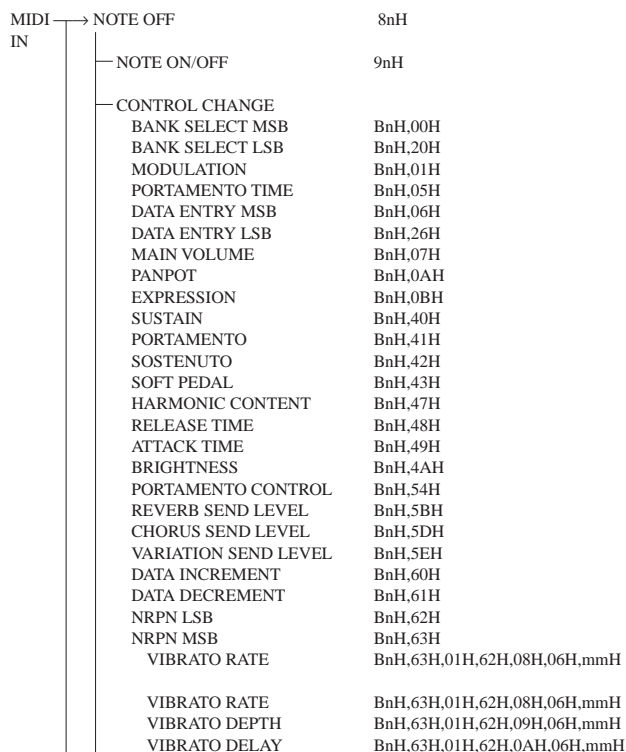 MIDI → NOTE OFF 8nH
IN
NOTE ON/OFF 9nH
CONTROL CHANGE
BANK SELECT MSB BnH,00H
BANK SELECT LSB BnH,20H
MODULATION BnH,01H
PORTAMENTO TIME BnH,05H
DATA ENTRY MSB BnH,06H
DATA ENTRY LSB BnH,26H
MAIN VOLUME BnH,07H
PANPOT BnH,0AH
EXPRESSION BnH,0BH
SUSTAIN BnH,40H
PORTAMENTO BnH,41H
SOSTENUTO BnH,42H
SOFT PEDAL BnH,43H
HARMONIC CONTENT BnH,47H
RELEASE TIME BnH,48H
ATTACK TIME BnH,49H
BRIGHTNESS BnH,4AH
PORTAMENTO CONTROL BnH,54H
REVERB SEND LEVEL BnH,5BH
CHORUS SEND LEVEL BnH,5DH
VARIATION SEND LEVEL BnH,5EH
DATA INCREMENT BnH,60H
DATA DECREMENT BnH,61H
NRPN LSB BnH,62H
NRPN MSB BnH,63H
VIBRATO RATE BnH,63H,01H,62H,08H,06H,mmH
VIBRATO RATE BnH,63H,01H,62H,08H,06H,mmH
VIBRATO DEPTH BnH,63H,01H,62H,09H,06H,mmH
VIBRATO DELAY BnH,63H,01H,62H,0AH,06H,mmH